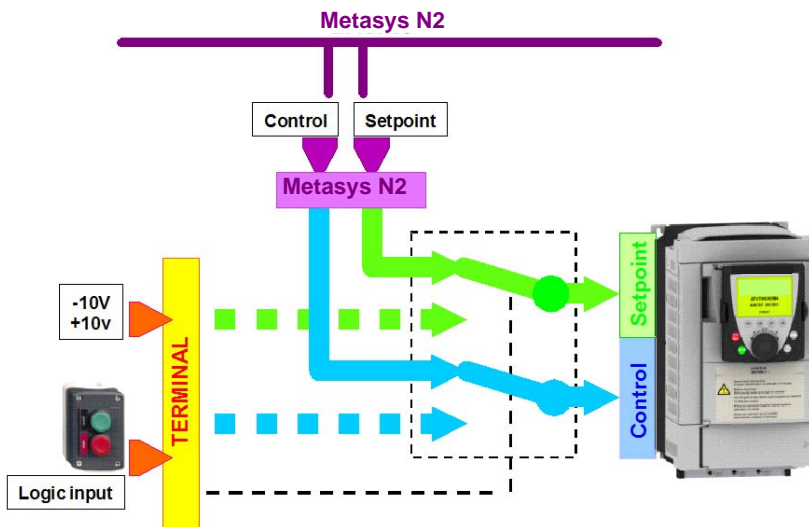 Metasys N2
Control
Setpoint
Metasys N2
-10V
+10v
TERMINAL
Setpoint
Control
Logic input